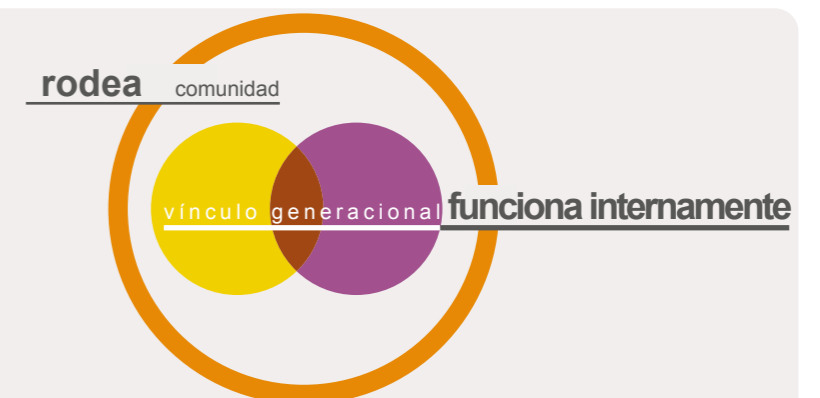 rodea comunidad
vínculo generacional funciona internamente